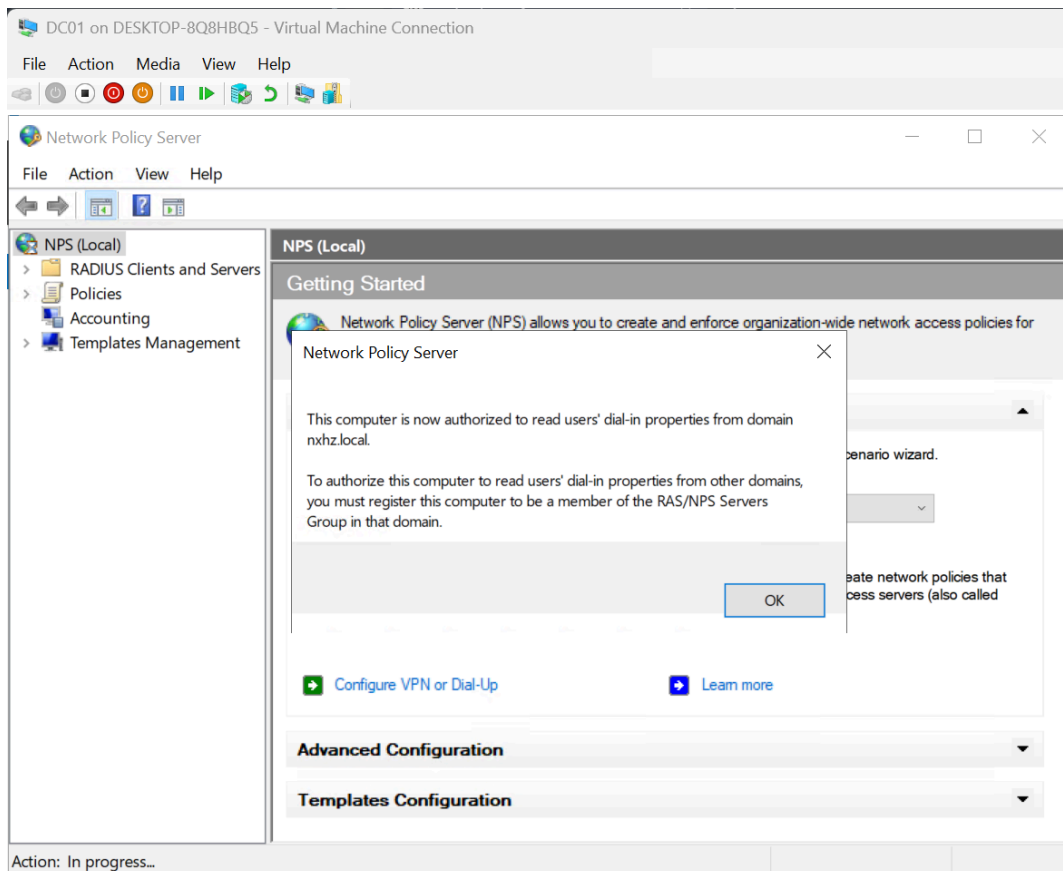 DC01 on DESKTOP-8Q8HBQ5 - Virtual Machine Connection
File Action Media View Help
Network Policy Server
File Action View Help
NPS (Local)
RADIUS Clients and Servers
Policies
Accounting
Templates Management
NPS (Local)
Getting Started
Network Policy Server (NPS) allows you to create and enforce organization-wide network access policies for
Network Policy Server
This computer is now authorized to read users' dial-in properties from domain
nxhz.local.
To authorize this computer to read users' dial-in properties from other domains,
you must register this computer to be a member of the RAS/NPS Servers
Group in that domain.
OK
wizard.
network policies that
servers (also called
Configure VPN or Dial-Up
Learn more
Advanced Configuration
Templates Configuration
Action: In progress...